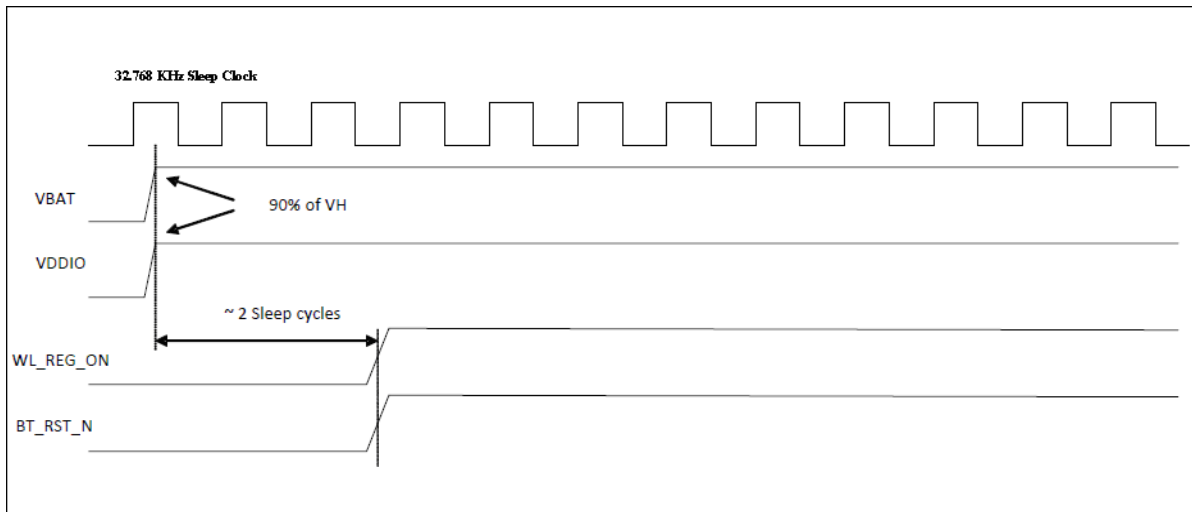 32.768 KHz Sleep Clock
VBAT
90% of VH
VDDIO
~ 2 Sleep cycles
WL_REG_ON
BT_RST_N